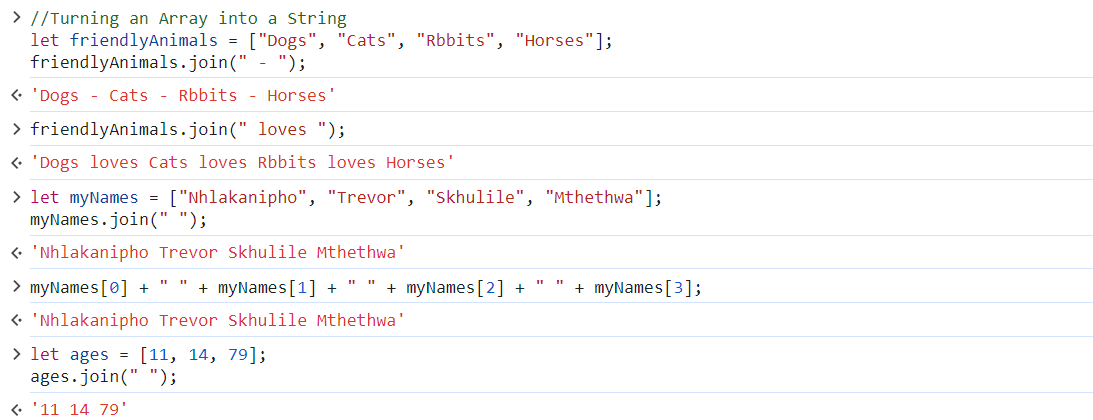 > //Turning an Array into a String
let friendlyAnimals = ["Dogs", "Cats", "Rbbits", "Horses"];
friendlyAnimals.join(" - ");
'Dogs - Cats - Rbbits - Horses'
> friendlyAnimals.join(" loves ");
'Dogs loves Cats loves Rbbits loves Horses'
> let myNames = ["Nhlakanipho", "Trevor", "Skhulile", "Mthethwa"];
myNames.join(" ");
'Nhlakanipho Trevor Skhulile Mthethwa'
> myNames[0] + " " + myNames[1] + " " + myNames[2] + " " + myNames[3];
'Nhlakanipho Trevor Skhulile Mthethwa'
> let ages = [11, 14, 79];
ages.join(" ");
'11 14 79'